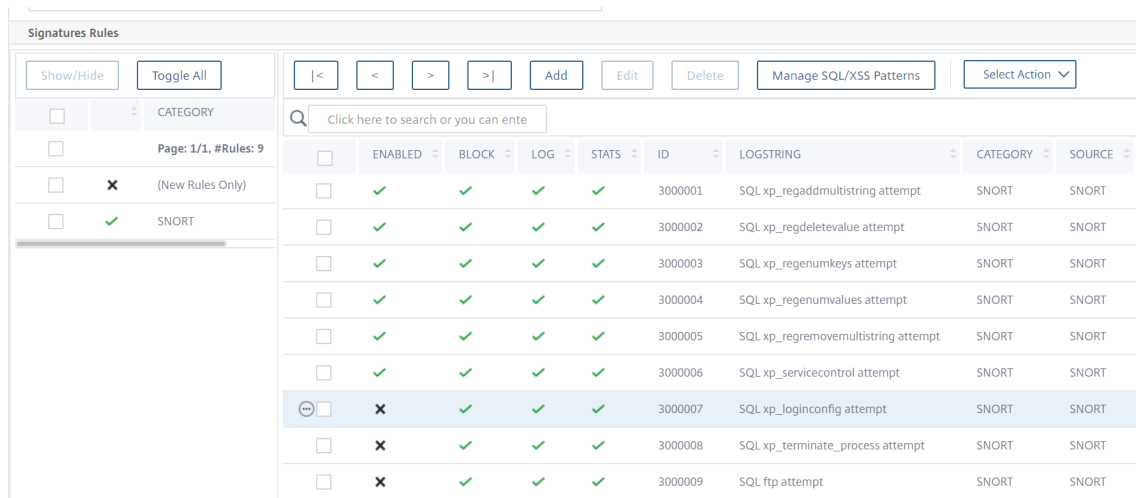 Signatures Rules
Show/Hide Toggle All |< < > >| Add Edit Delete Manage SQL/XSS Patterns Select Action
CATEGORY
Page: 1/1, #Rules: 9
(New Rules Only)
SNORT
Click here to search or you can ente
ENABLED BLOCK LOG STATS ID LOGSTRING CATEGORY SOURCE
3000001 SQL xp_regaddmultistring attempt SNORT SNORT
3000002 SQL xp_regdeletevalue attempt SNORT SNORT
3000003 SQL xp_regenumkeys attempt SNORT SNORT
3000004 SQL xp_regenumvalues attempt SNORT SNORT
3000005 SQL xp_regremovemultistring attempt SNORT SNORT
3000006 SQL xp_servicecontrol attempt SNORT SNORT
3000007 SQL xp_loginconfig attempt SNORT SNORT
3000008 SQL xp_terminate_process attempt SNORT SNORT
3000009 SQL ftp attempt SNORT SNORT